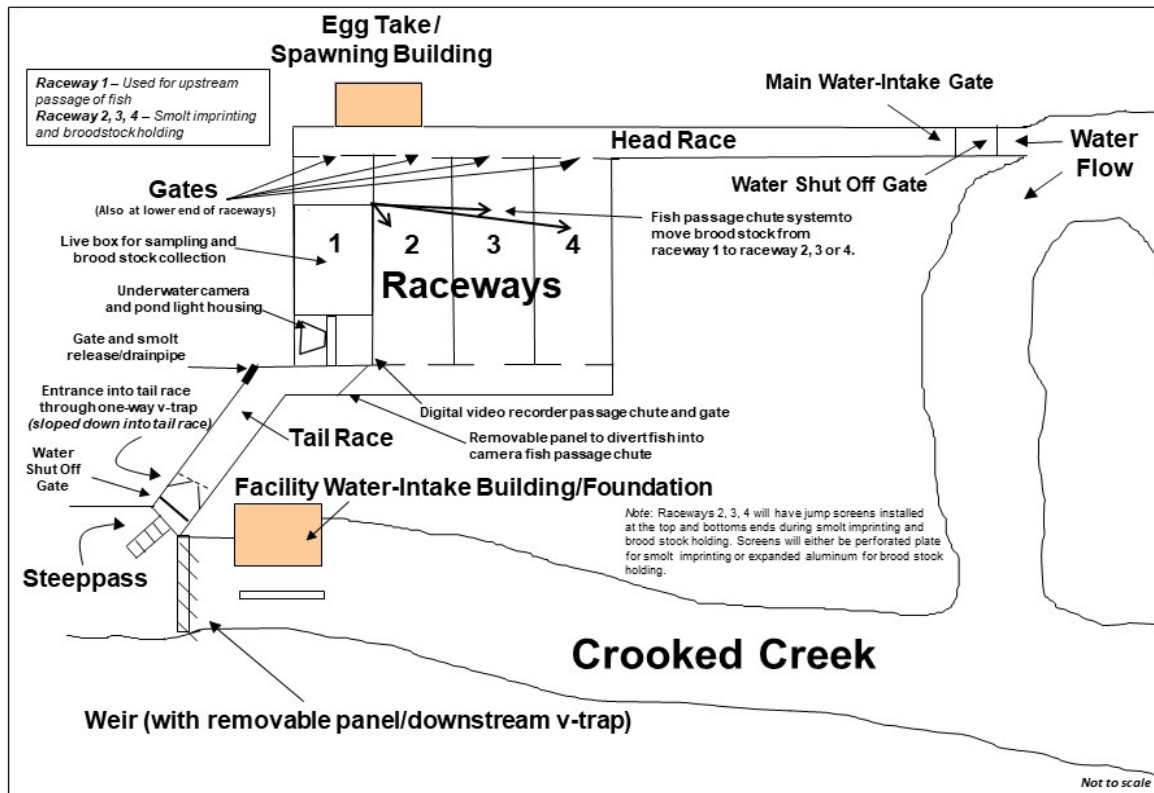 Egg Take/
Spawning Building
Raceway 1 – Used for upstream
passage of fish
Raceway 2, 3, 4 – Smolt imprinting
and broodstock holding
Main Water-Intake Gate
Head Race
Water
Flow
Water Shut Off Gate
Gates
(Also at lower end of raceways)
Fish passage chute system to
move brood stock from
raceway 1 to raceway 2, 3 or 4.
Live box for sampling and
brood stock collection
1
2
3
4
Raceways
Underwater camera
and pond light housing
Gate and smolt
release/drainpipe
Entrance into tail race
through one-way v-trap
(sloped down into tail race)
Digital video recorder passage chute and gate
Tail Race
Removable panel to divert fish into
camera fish passage chute
Water
Shut Off
Gate
Facility Water-Intake Building/Foundation
Note: Raceways 2, 3, 4 will have jump screens installed
at the top and bottoms ends during smolt imprinting and
brood stock holding. Screens will either be perforated plate
for smolt imprinting or expanded aluminum for brood stock
holding.
Steeppass
Crooked Creek
Weir (with removable panel/downstream v-trap)
Not to scale